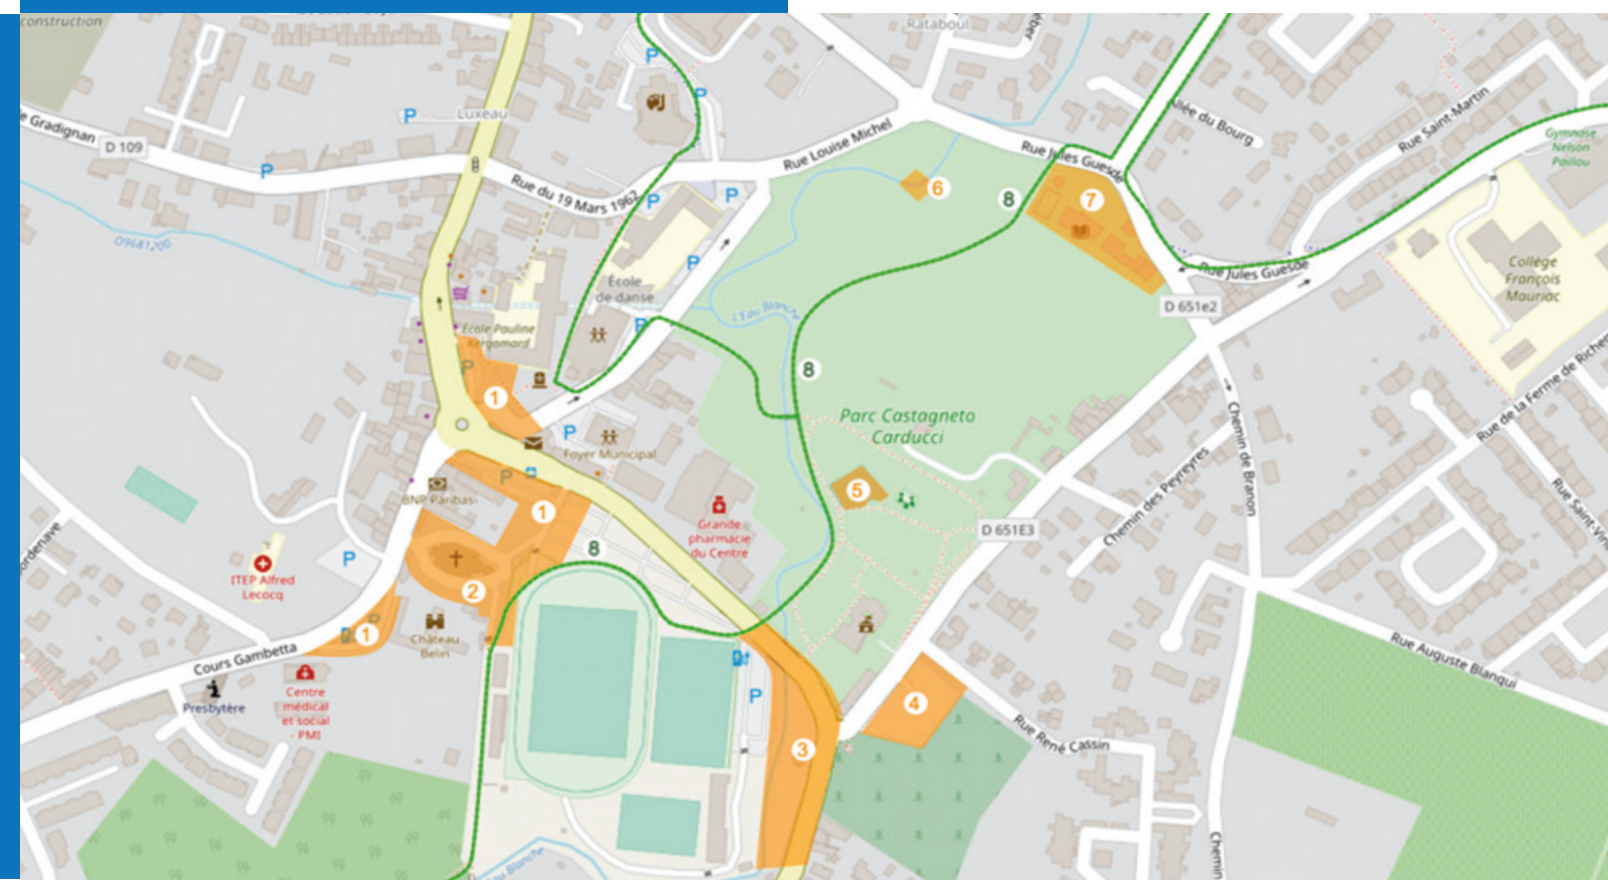 construction
Rataboul
Luxeau
P
P
P
P
Allée du Bourg
Rue Saint-Martin
Gymnase
Nelson
Paillou
D 109
Rue Louise Michel
Rue Jules Guesde
Rue du 19 Mars 1962
P
P
6
8
7
O9681200
P
École
de danse
L'Eau Blanche
Rue Jules Guesde
D 651e2
Collège
François
Mauriac
École Pauline
Kergomard
P
P
8
1
Parc Castagneto
Carducci
Chemin de Branon
Rue de la Ferme de Richem
P
Foyer Municipal
BNP Paribas
P
1
5
Grande
pharmacie
du Centre
D 651E3
Chemin des Peyreyres
Rue Saint-Vin
ordenave
P
8
ITEP Alfred
Lecocq
2
1
P
Château
Belin
Cours Gambetta
Presbytère
Centre
médical
et social
- PMI
P
3
4
Rue René Cassin
Rue Auguste Blanqui
Chemin
Eau Blanche